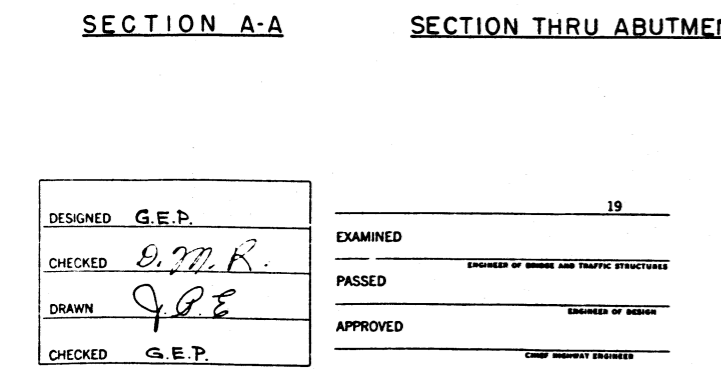 SECTION A-A
SECTION THRU ABUTMEN
DESIGNED G.E.P.
CHECKED D.M.R.
DRAWN J.P.E
CHECKED G.E.P.
19
EXAMINED
ENGINEER OF BRIDGE AND TRAFFIC STRUCTURES
PASSED
ENGINEER OF DESIGN
APPROVED
CHIEF HIGHWAY ENGINEER